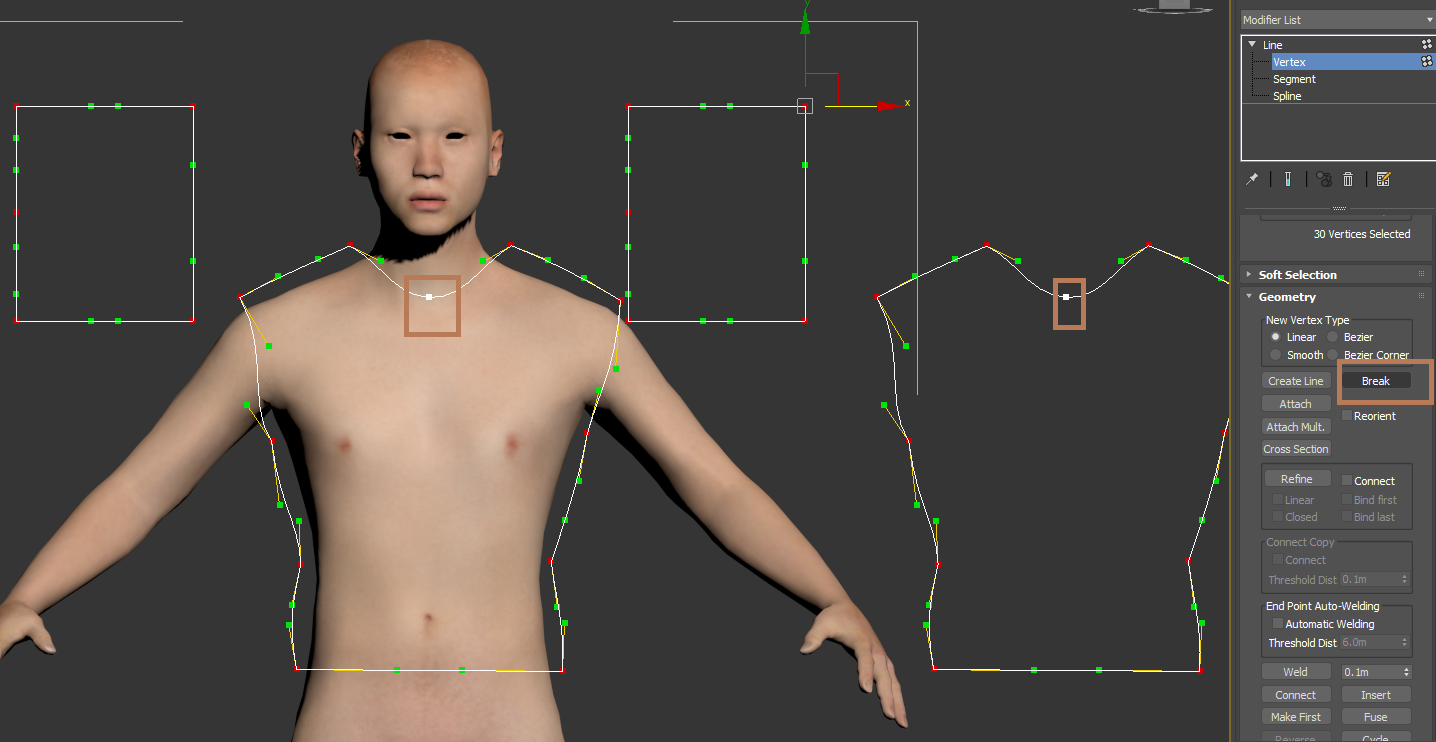 y
x
Modifier List
Line
Vertex
Segment
Spline
30 Vertices Selected
Soft Selection
Geometry
New Vertex Type
Linear Bezier
Smooth Bezier Corner
Create Line Break
Attach
Reorient
Attach Mult.
Cross Section
Refine Connect
Linear Bind first
Closed Bind last
Connect Copy
Connect
Threshold Dist 0.1m
End Point Auto-Welding
Automatic Welding
Threshold Dist 6.0m
Weld 0.1m
Connect Insert
Make First Fuse
Reverse Cycle